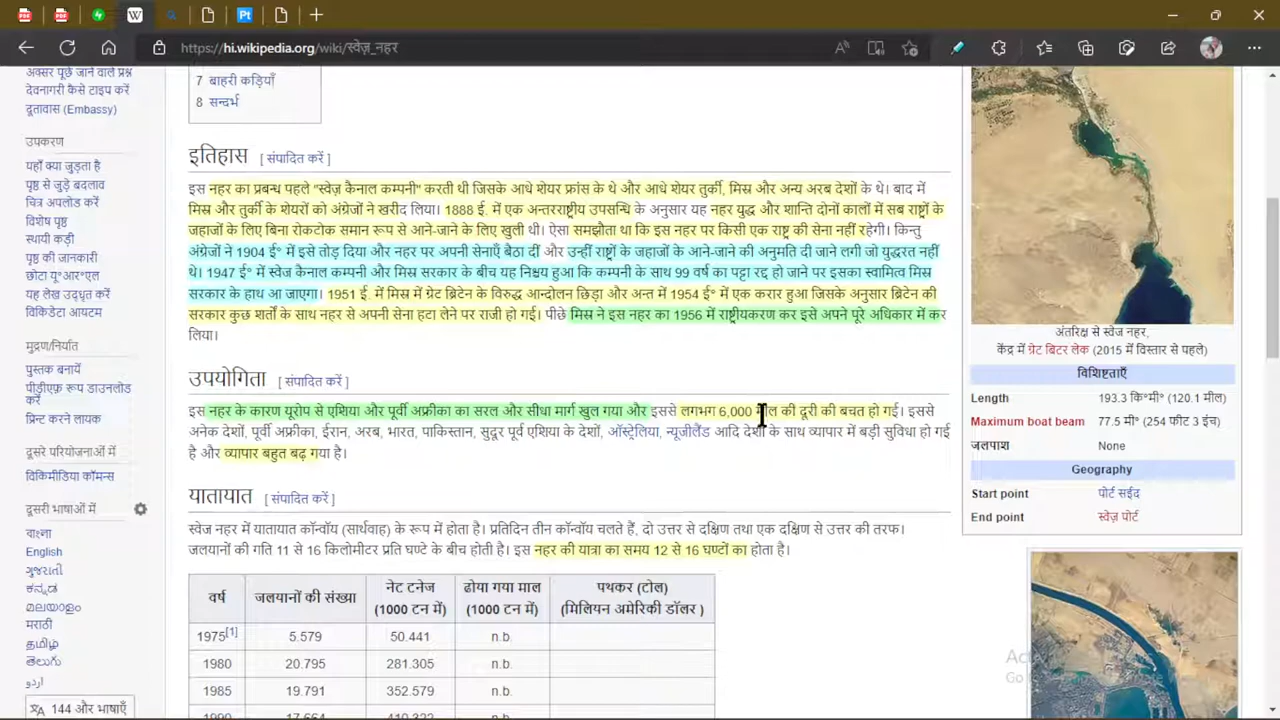 https://hi.wikipedia.org/wiki/स्वेज़_नहर
अक्सर पूछे जाने वाले प्रश्न
देवनागरी कैसे टाइप करें
दूतावास (Embassy)
उपकरण
यहाँ क्या जुड़ता है
पृष्ठ से जुड़े बदलाव
चित्र अपलोड करें
विशेष पृष्ठ
स्थायी कड़ी
पृष्ठ की जानकारी
छोटा यू॰आर॰एल
यह लेख उद्धृत करें
विकिडेटा आयटम
मुद्रण/निर्यात
पुस्तक बनायें
पीडीएफ़ रूप डाउनलोड
करें
प्रिन्ट करने लायक
दूसरे परियोजनाओं में
विकिमीडिया कॉमन्स
दूसरी भाषाओं में
বাংলা
English
ગુજરાતી
ಕನ್ನಡ
മലയാളം
मराठी
தமிழ்
తెలుగు
اردو
144 और भाषाएँ
7 बाहरी कड़ियाँ
8 सन्दर्भ
इतिहास [ संपादित करें ]
इस नहर का प्रबन्ध पहले "स्वेज़ कैनाल कम्पनी" करती थी जिसके आधे शेयर फ्रांस के थे और आधे शेयर तुर्की, मिस्र और अन्य अरब देशों के थे। बाद में
मिस्र और तुर्की के शेयरों को अंग्रेजों ने खरीद लिया। 1888 ई. में एक अन्तरराष्ट्रीय उपसन्धि के अनुसार यह नहर युद्ध और शान्ति दोनों कालों में सब राष्ट्रों के
जहाजों के लिए बिना रोकटोक समान रूप से आने-जाने के लिए खुली थी। ऐसा समझौता था कि इस नहर पर किसी एक राष्ट्र की सेना नहीं रहेगी। किन्तु
अंग्रेजों ने 1904 ई॰ में इसे तोड़ दिया और नहर पर अपनी सेनाएँ बैठा दीं और उन्हीं राष्ट्रों के जहाजों के आने-जाने की अनुमति दी जाने लगी जो युद्धरत नहीं
थे। 1947 ई॰ में स्वेज कैनाल कम्पनी और मिस्र सरकार के बीच यह निश्चय हुआ कि कम्पनी के साथ 99 वर्ष का पट्टा रद्द हो जाने पर इसका स्वामित्व मिस्र
सरकार के हाथ आ जाएगा। 1951 ई. में मिस्र में ग्रेट ब्रिटेन के विरुद्ध आन्दोलन छिड़ा और अन्त में 1954 ई॰ में एक करार हुआ जिसके अनुसार ब्रिटेन की
सरकार कुछ शर्तों के साथ नहर से अपनी सेना हटा लेने पर राजी हो गई। पीछे मिस्र ने इस नहर का 1956 में राष्ट्रीयकरण कर इसे अपने पूरे अधिकार में कर
लिया।
उपयोगिता [ संपादित करें ]
इस नहर के कारण यूरोप से एशिया और पूर्वी अफ्रीका का सरल और सीधा मार्ग खुल गया और इससे लगभग 6,000 मील की दूरी की बचत हो गई। इससे
अनेक देशों, पूर्वी अफ्रीका, ईरान, अरब, भारत, पाकिस्तान, सुदूर पूर्व एशिया के देशों, ऑस्ट्रेलिया, न्यूजीलैंड आदि देशों के साथ व्यापार में बड़ी सुविधा हो गई
है और व्यापार बहुत बढ़ गया है।
यातायात [ संपादित करें ]
स्वेज नहर में यातायात कॉन्वॉय (सार्थवाह) के रूप में होता है। प्रतिदिन तीन कॉन्वॉय चलते हैं, दो उत्तर से दक्षिण तथा एक दक्षिण से उत्तर की तरफ।
जलयानों की गति 11 से 16 किलोमीटर प्रति घण्टे के बीच होती है। इस नहर की यात्रा का समय 12 से 16 घण्टों का होता है।
वर्ष जलयानों की संख्या नेट टनेज (1000 टन में) ढोया गया माल (1000 टन में) पथकर (टोल) (मिलियन अमेरिकी डॉलर )
1975[1] 5.579 50.441 n.b.
1980 20.795 281.305 n.b.
1985 19.791 352.579 n.b.
1990 17.664 410.322 n.b.
अंतरिक्ष से स्वेज नहर,
केंद्र में ग्रेट बिटर लेक (2015 में विस्तार से पहले)
विशिष्टताएँ
Length 193.3 कि॰मी॰ (120.1 मील)
Maximum boat beam 77.5 मी॰ (254 फीट 3 इंच)
जलपाश None
Geography
Start point पोर्ट सईद
End point स्वेज़ पोर्ट